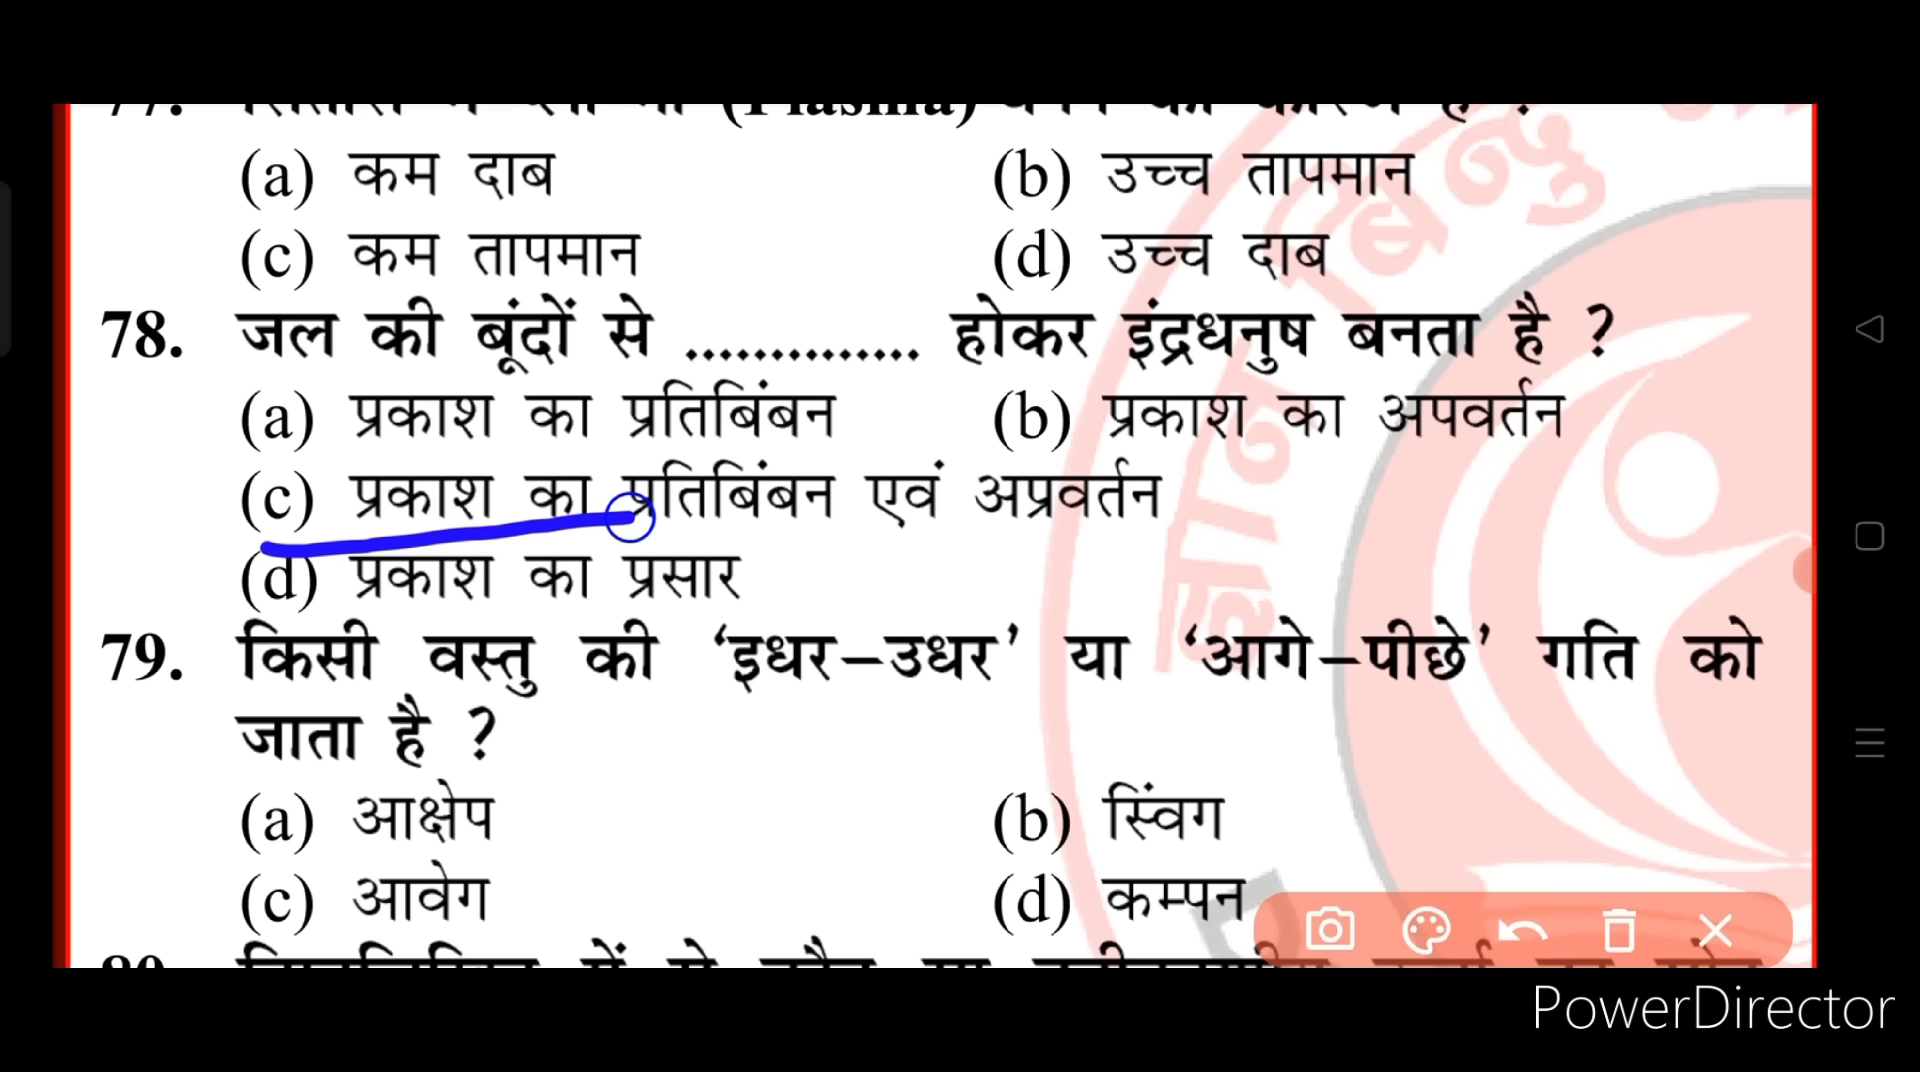 (Plasma)
(a) कम दाब (b) उच्च तापमान
(c) कम तापमान (d) उच्च दाब
78. जल की बूंदों से .............. होकर इंद्रधनुष बनता है ?
(a) प्रकाश का प्रतिबिंबन (b) प्रकाश का अपवर्तन
(c) प्रकाश का प्रतिबिंबन एवं अप्रवर्तन
(d) प्रकाश का प्रसार
79. किसी वस्तु की ‘इधर–उधर’ या ‘आगे–पीछे’ गति को
जाता है ?
(a) आक्षेप (b) स्विंग
(c) आवेग (d) कम्पन
ज्ञान बिन्दु
PowerDirector